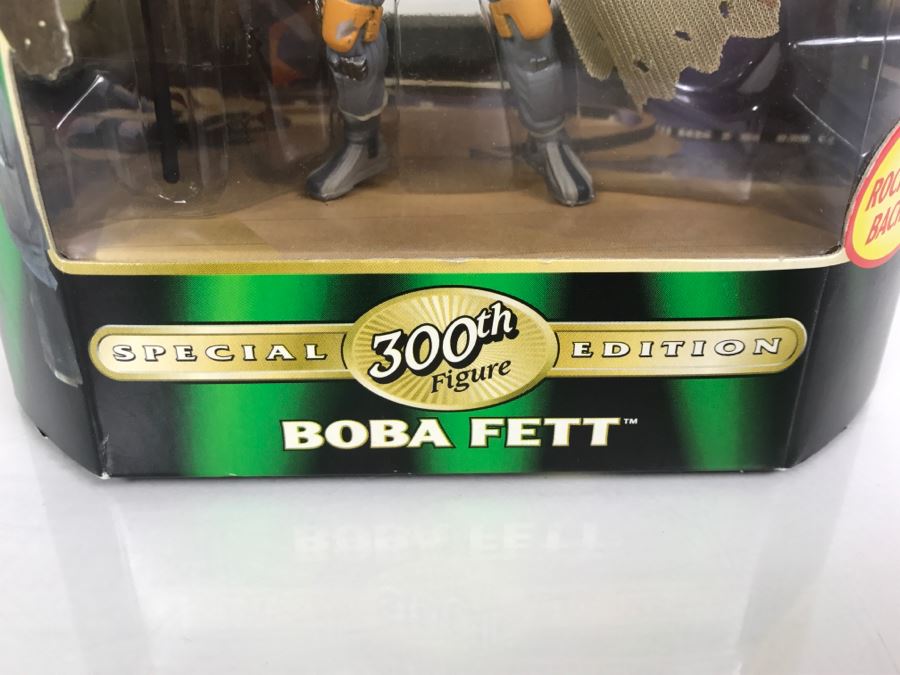 SPECIAL 300th EDITION
Figure
BOBA FETT™